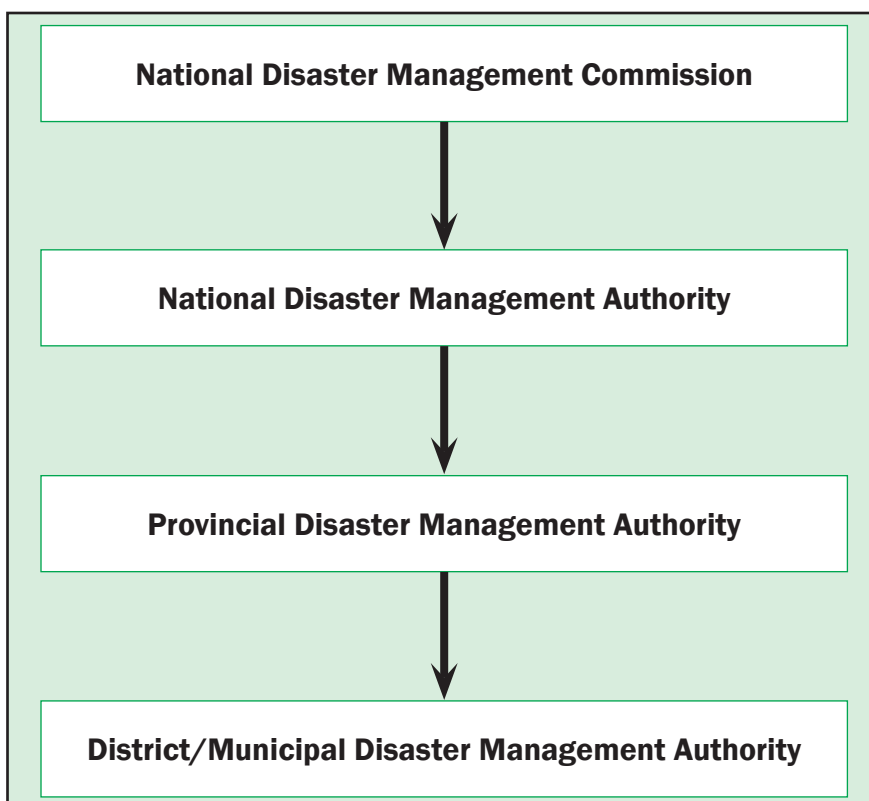 National Disaster Management Commission
National Disaster Management Authority
Provincial Disaster Management Authority
District/Municipal Disaster Management Authority